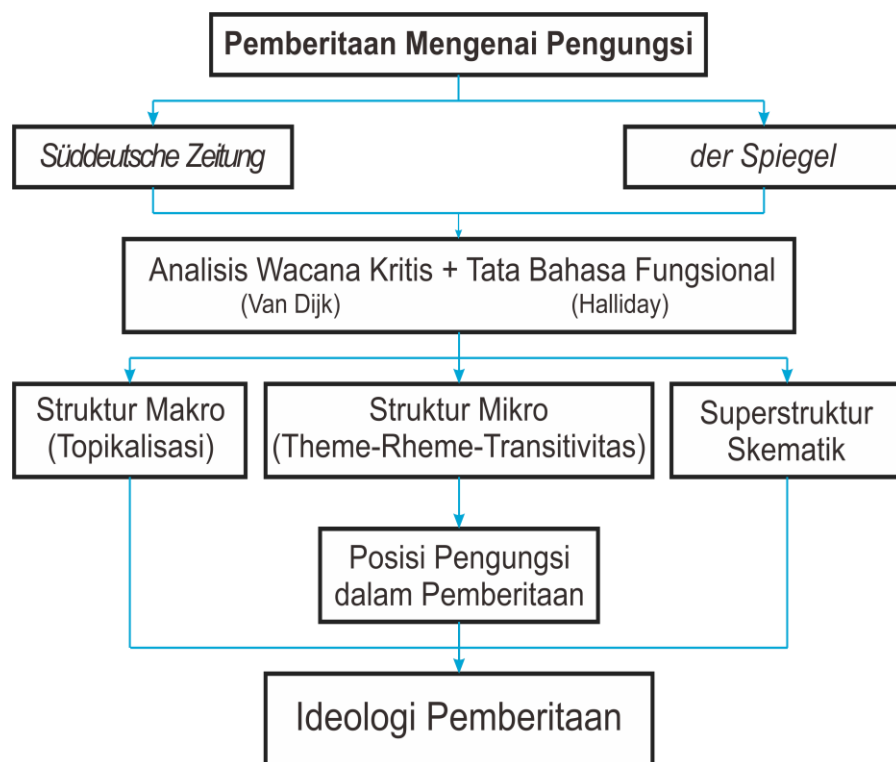 Pemberitaan Mengenai Pengungsi
Süddeutsche Zeitung
der Spiegel
Analisis Wacana Kritis + Tata Bahasa Fungsional
(Van Dijk) (Halliday)
Struktur Makro
(Topikalisasi)
Struktur Mikro
(Theme-Rheme-Transitivitas)
Superstruktur
Skematik
Posisi Pengungsi
dalam Pemberitaan
Ideologi Pemberitaan